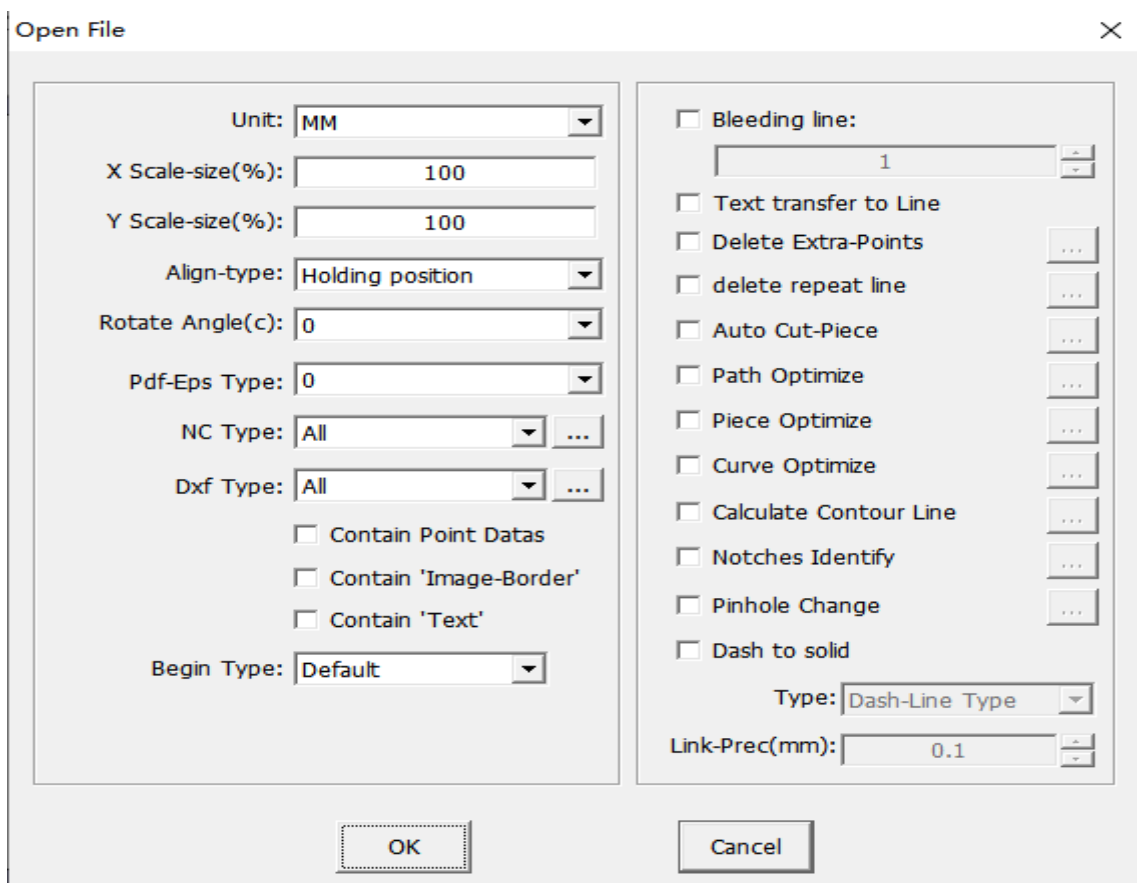 Open File
Unit: MM
X Scale-size(%): 100
Y Scale-size(%): 100
Align-type: Holding position
Rotate Angle(c): 0
Pdf-Eps Type: 0
NC Type: All ...
Dxf Type: All ...
Contain Point Datas
Contain 'Image-Border'
Contain 'Text'
Begin Type: Default
Bleeding line:
1
Text transfer to Line
Delete Extra-Points ...
delete repeat line ...
Auto Cut-Piece ...
Path Optimize ...
Piece Optimize ...
Curve Optimize ...
Calculate Contour Line ...
Notches Identify ...
Pinhole Change ...
Dash to solid
Type: Dash-Line Type
Link-Prec(mm): 0.1
OK
Cancel